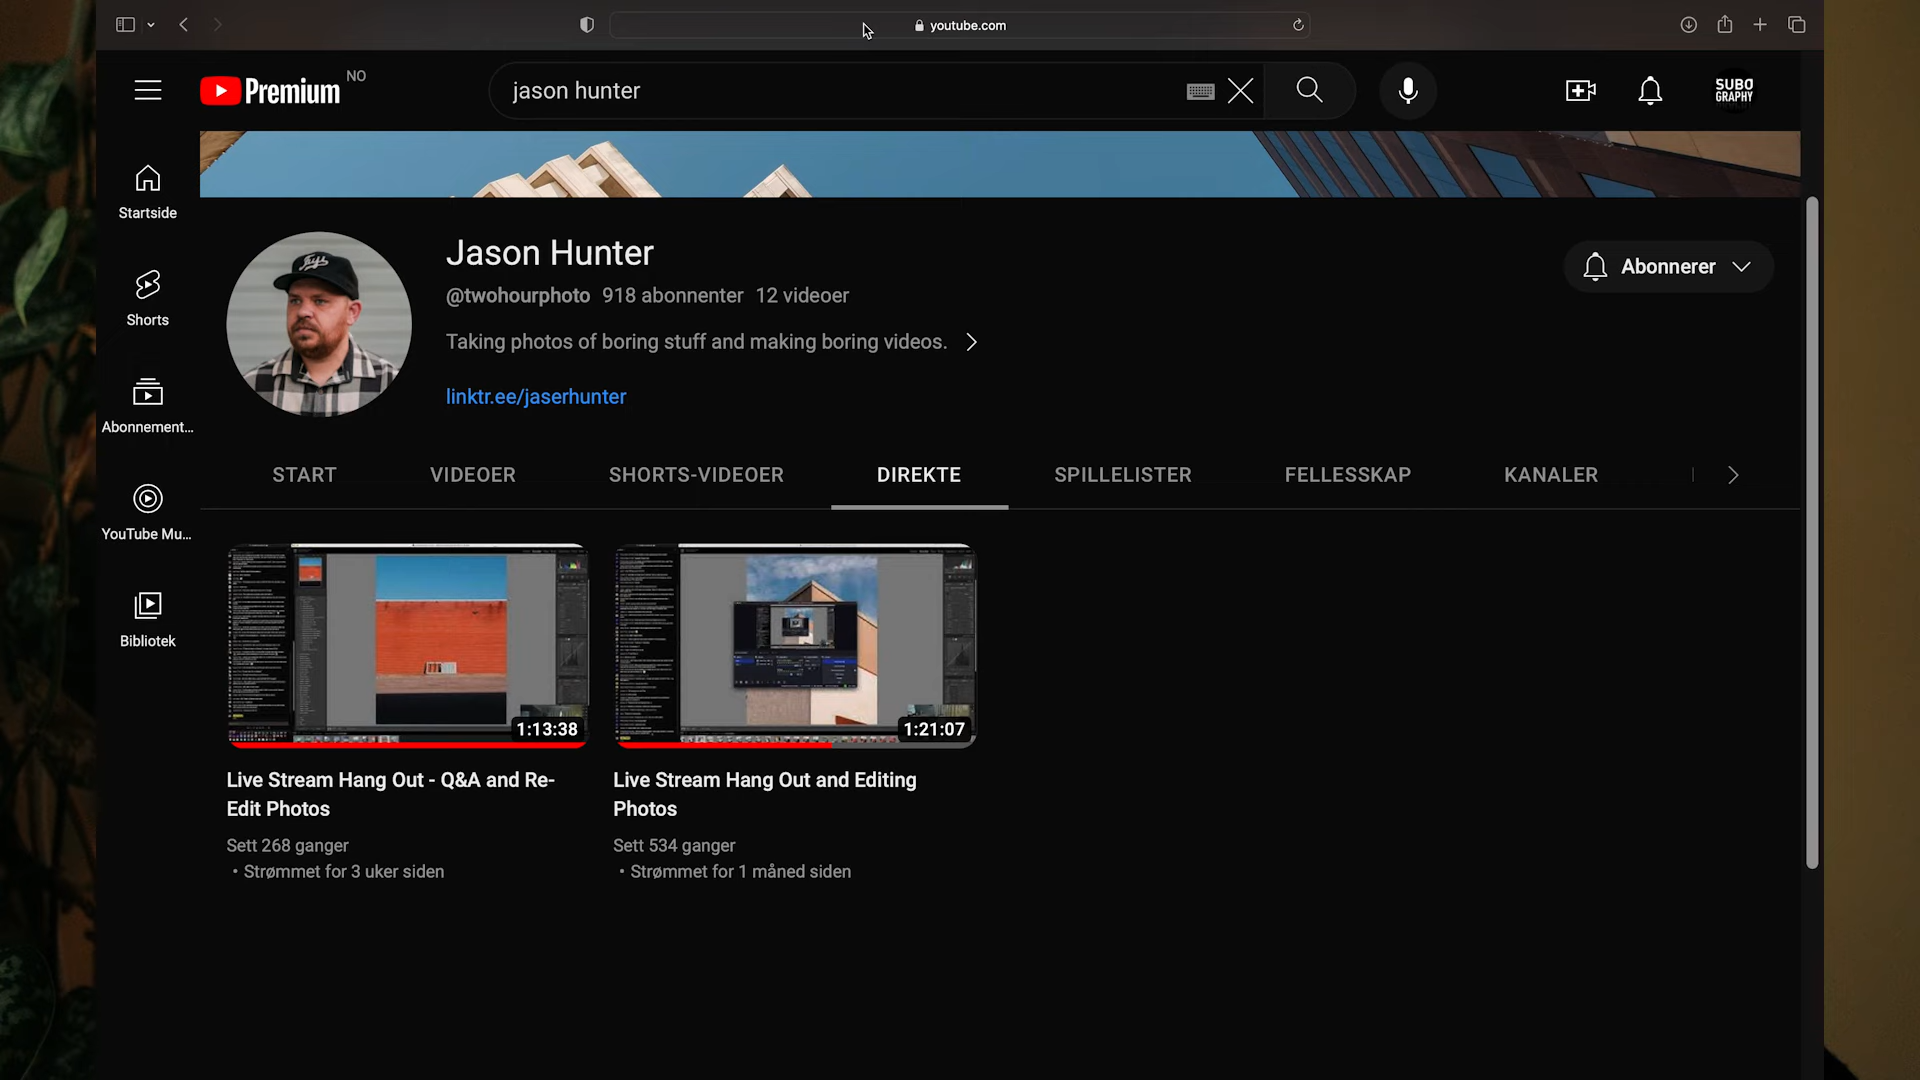 youtube.com
Premium NO
jason hunter
SUBO
GRAPHY
Startside
Shorts
Abonnement...
YouTube Mu...
Bibliotek
Jason Hunter
@twohourphoto 918 abonnenter 12 videoer
Taking photos of boring stuff and making boring videos.
linktr.ee/jaserhunter
Abonnerer
START VIDEOER SHORTS-VIDEOER DIREKTE SPILLELISTER FELLESSKAP KANALER
1:13:38
Live Stream Hang Out - Q&A and Re-
Edit Photos
Sett 268 ganger
• Strømmet for 3 uker siden
1:21:07
Live Stream Hang Out and Editing
Photos
Sett 534 ganger
• Strømmet for 1 måned siden